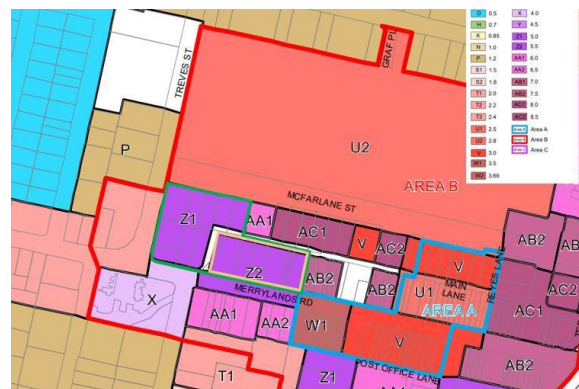 D 0.5 X 4.0
H 0.7 Y 4.5
K 0.85 Z1 5.0
N 1.0 Z2 5.5
P 1.2 AA1 6.0
S1 1.5 AA2 6.5
S2 1.8 AB1 7.0
T1 2.0 AB2 7.5
T2 2.2 AC1 8.0
T3 2.4 AC2 8.5
U1 2.5 Area A Area A
U2 2.8 Area B
V 3.0 Area C
W1 3.5
W2 3.66
GRAF PL
TREVES ST
P
U2
AREA B
MCFARLANE ST
Z1
AA1
AC1
V
AC2
AB2
V
REYES LANE
Z2
AB2
AB2
U1
MAIN
LANE
AC2
X
MERRYLANDS RD
AREA A
AC1
AA1
AA2
W1
V
AB2
POST OFFICE LANE
T1
Z1